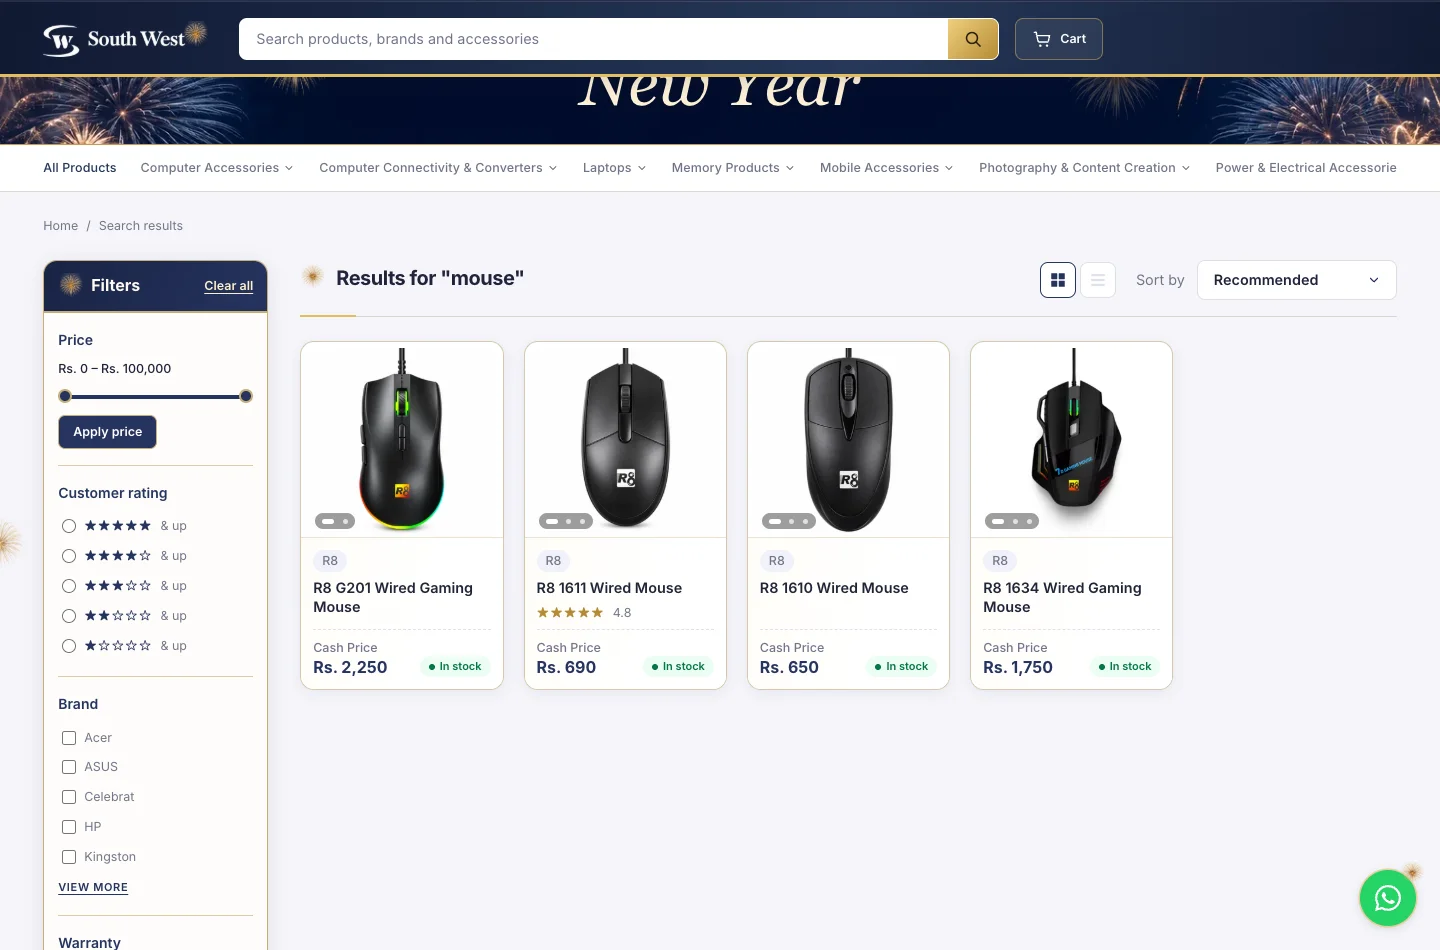 South West
Search products, brands and accessories
Cart
New Year
All Products
Computer Accessories
Computer Connectivity & Converters
Laptops
Memory Products
Mobile Accessories
Photography & Content Creation
Power & Electrical Accessorie
Home / Search results
Filters
Clear all
Price
Rs. 0 – Rs. 100,000
Apply price
Customer rating
& up
& up
& up
& up
& up
Brand
Acer
ASUS
Celebrat
HP
Kingston
VIEW MORE
Warranty
Results for "mouse"
Sort by
Recommended
R8
R8
R8 G201 Wired Gaming
Mouse
Cash Price
Rs. 2,250
In stock
R8
R8
R8 1611 Wired Mouse
4.8
Cash Price
Rs. 690
In stock
R8
R8
R8 1610 Wired Mouse
Cash Price
Rs. 650
In stock
R8
R8
R8 1634 Wired Gaming
Mouse
Cash Price
Rs. 1,750
In stock